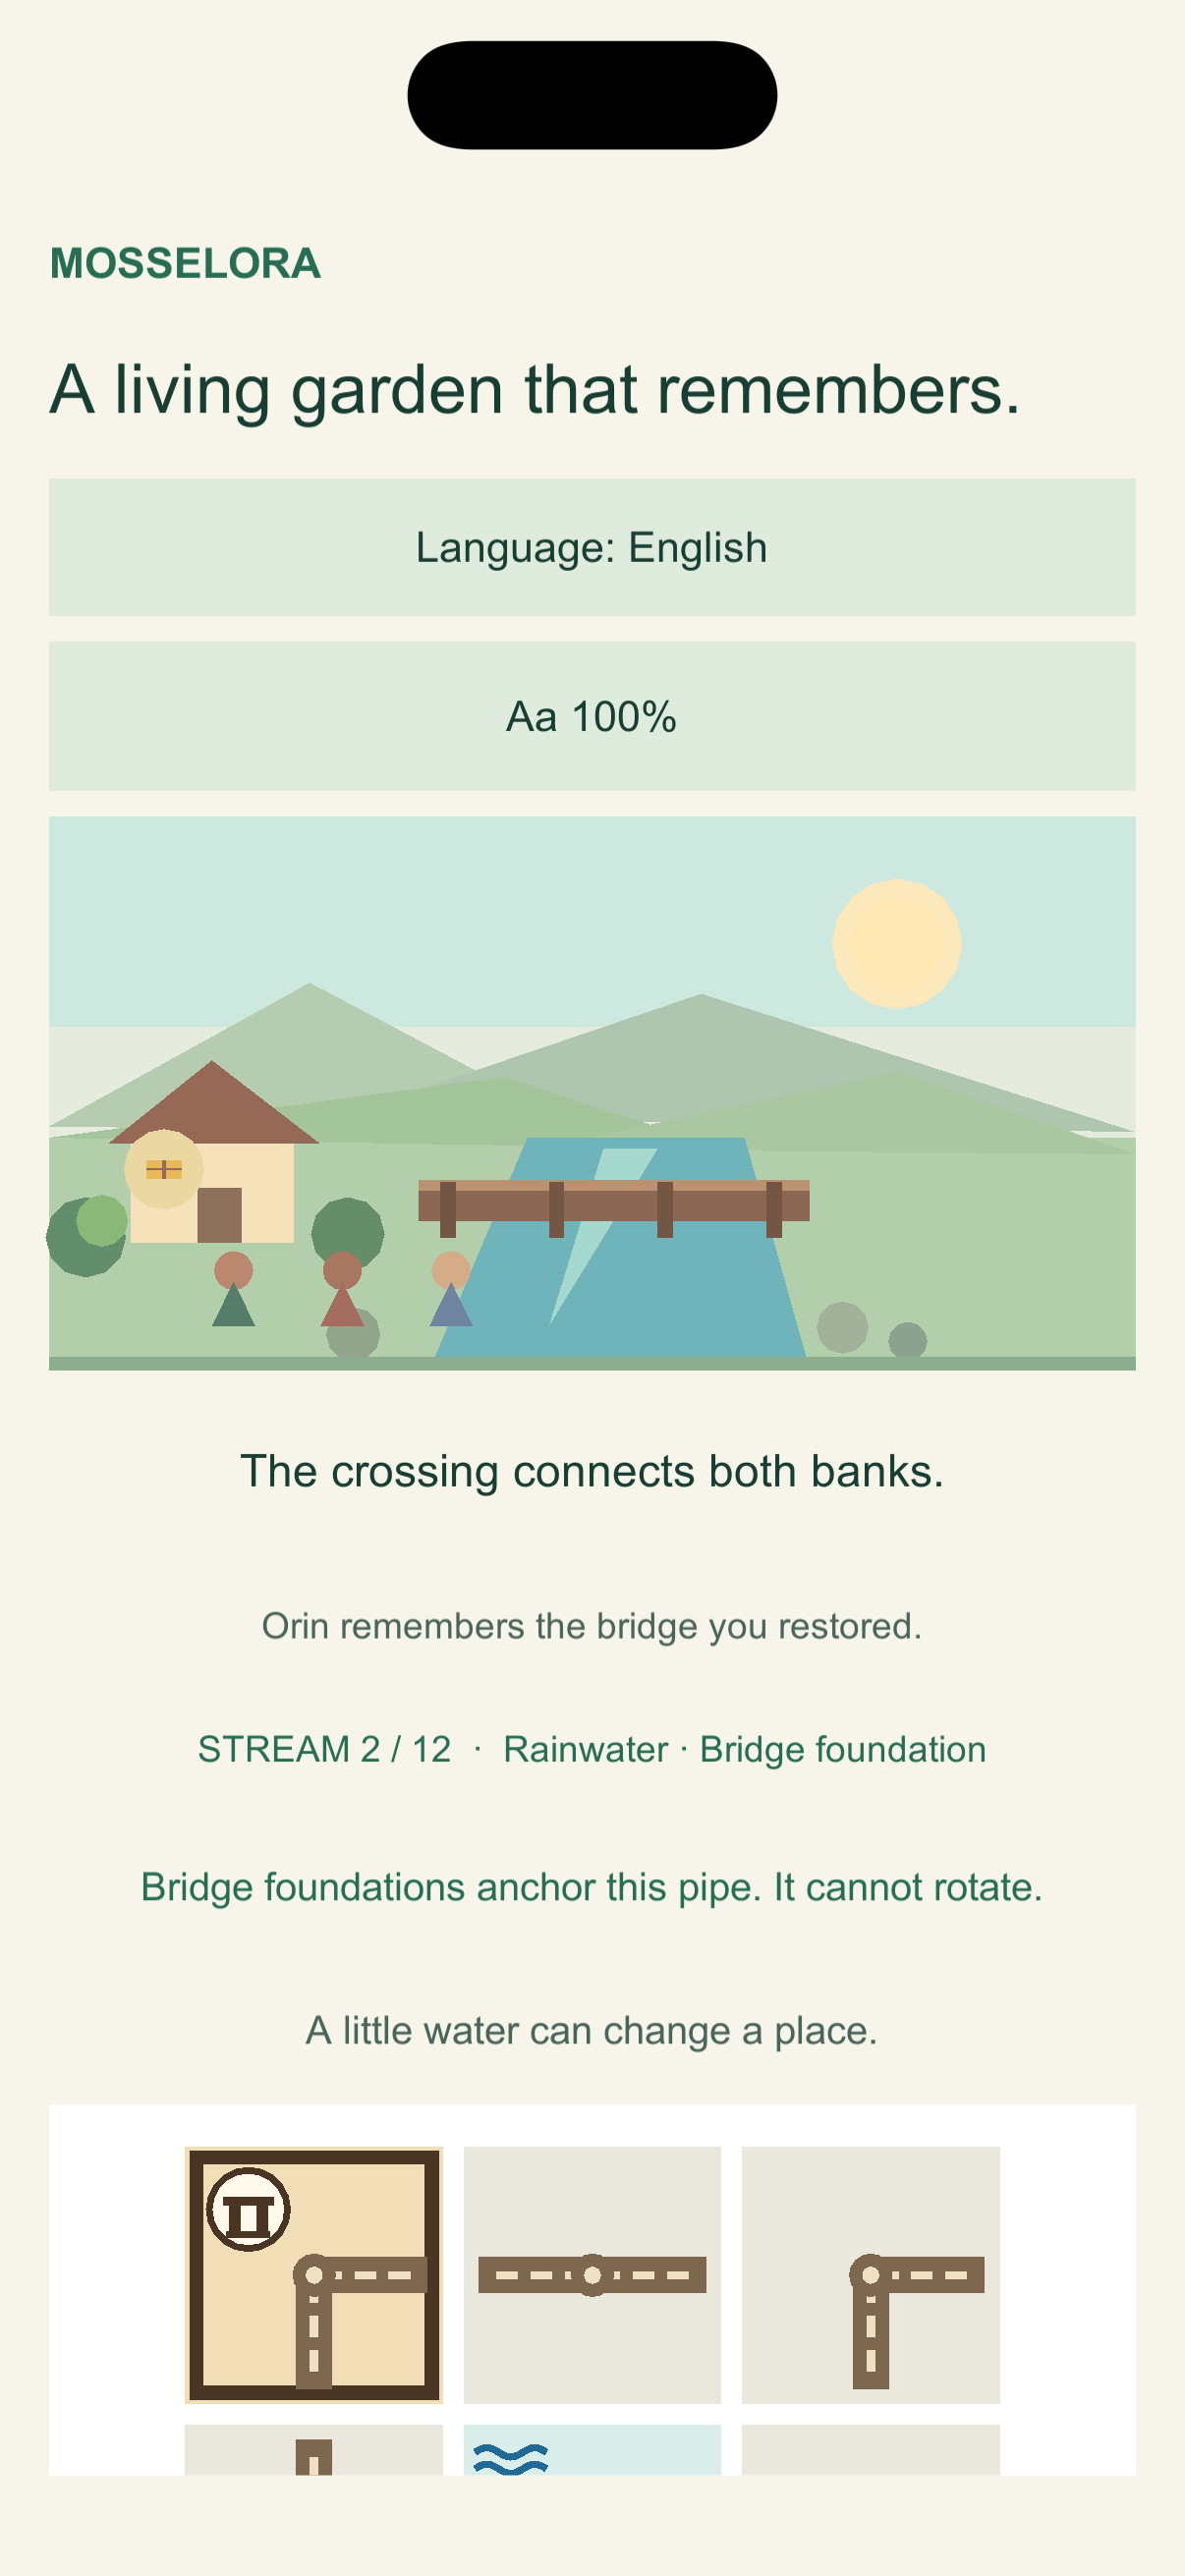 MOSSELORA
A living garden that remembers.
Language: English
Aa 100%
The crossing connects both banks.
Orin remembers the bridge you restored.
STREAM 2 / 12 · Rainwater · Bridge foundation
Bridge foundations anchor this pipe. It cannot rotate.
A little water can change a place.